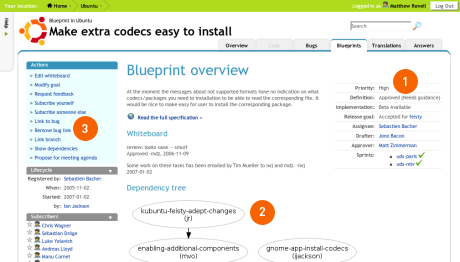 Your location: Home › Ubuntu ›
Logged in as Matthew Revell Log Out
Help
Blueprint in Ubuntu
Make extra codecs easy to install
Search
Overview Code Bugs Blueprints Translations Answers
Actions
Edit whiteboard
Modify goal
Request feedback
Subscribe yourself
Subscribe someone else
Link to bug
Remove bug link
Link branch
Show dependencies
Propose for meeting agenda
3
Lifecycle
Registered by: Sebastien Bacher
When: 2005-11-02
Started: 2007-01-02
by: Ian Jackson
Subscribers
Chris Wagner
Sebastian Dröge
Luke Yelavich
Andreas Lloyd
Manu Cornet
Blueprint overview
At the moment the messages about not supported formats have no indication on what
codecs/packages you need to installation to be able to read the corresponding file. It
would be nice to make easy for user to install the corresponding package.
Read the full specification »
Whiteboard
review: looks sane -- smurf
Approved -mdz, 2006-11-09
Some work on these tasks has been emailed by Tim Mueller to iwj and mdz. -iwj
2007-01-02
Dependency tree
kubuntu-feisty-adept-changes
(jr)
2
enabling-additional-components
(mvo)
gnome-app-install-codecs
(ijackson)
1
Priority: High
Definition: Approved (Needs guidance)
Implementation: Beta Available
Release goal: Accepted for feisty
Assignee: Sebastien Bacher
Drafter: Jono Bacon
Approver: Matt Zimmerman
Sprints:
uds-paris
uds-mtv